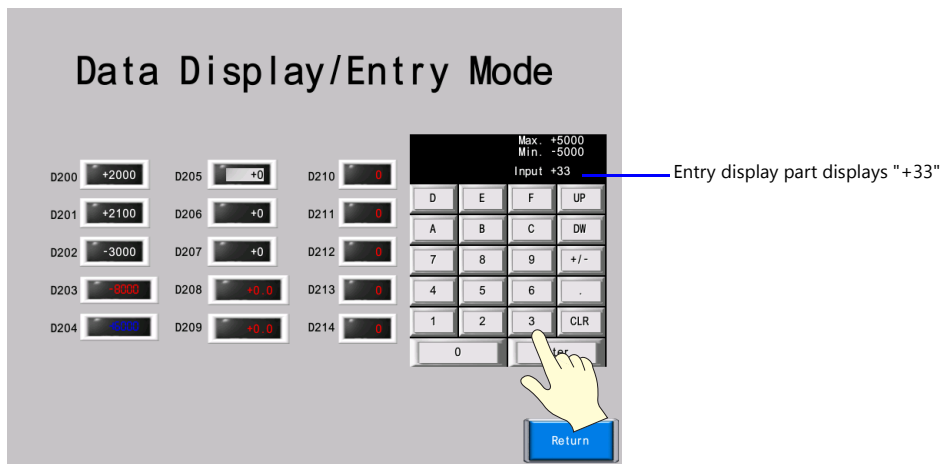 Data Display/Entry Mode
Max. +5000
Min. -5000
Input +33
Entry display part displays "+33"
D200 +2000 D205 +0 D210 0
D201 +2100 D206 +0 D211 0
D202 -3000 D207 +0 D212 0
D203 -8000 D208 +0.0 D213 0
D204 D209 +0.0 D214 0
D E F UP
A B C DW
7 8 9 +/-
4 5 6 .
1 2 3 CLR
0
Return